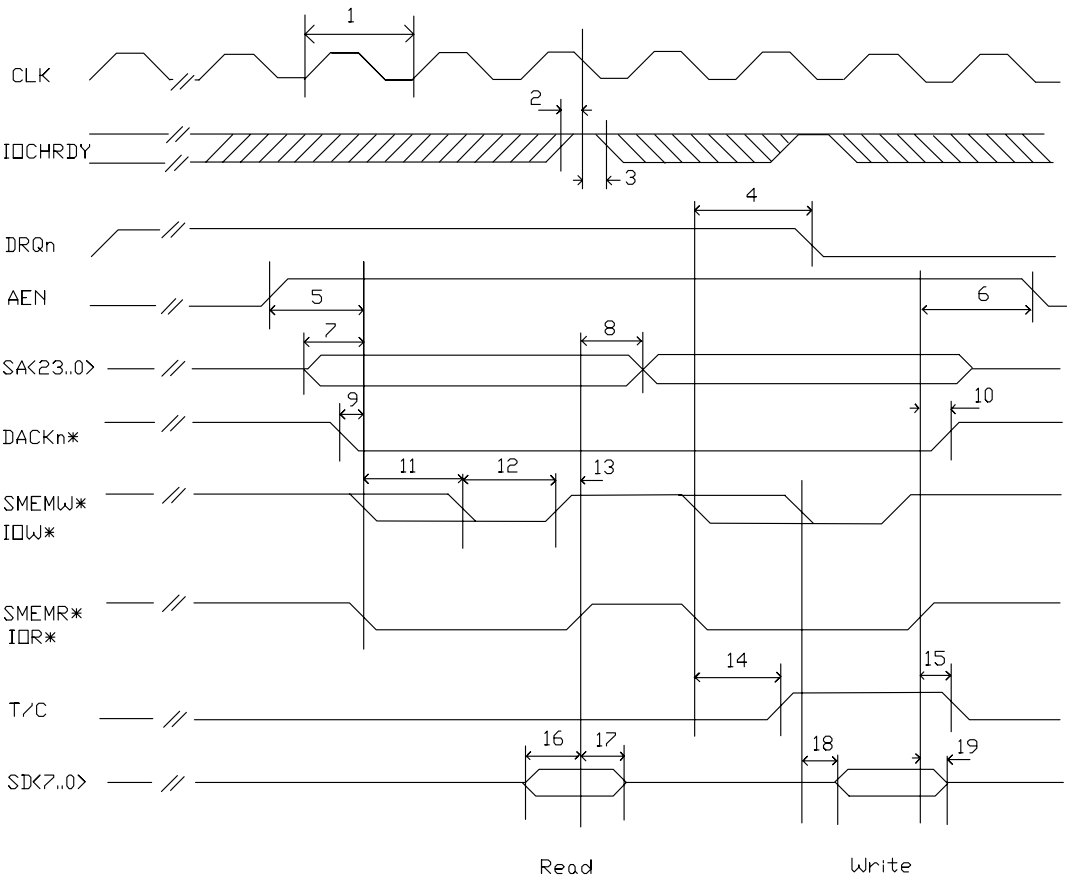 1
CLK
2
IOCHRDY
3
4
DRQn
AEN
5
6
7
8
SA<23..0>
9
10
DACKn*
11
12
13
SMEMW*
IOW*
SMEMR*
IOR*
14
15
T/C
16
17
18
19
SD<7..0>
Read
Write